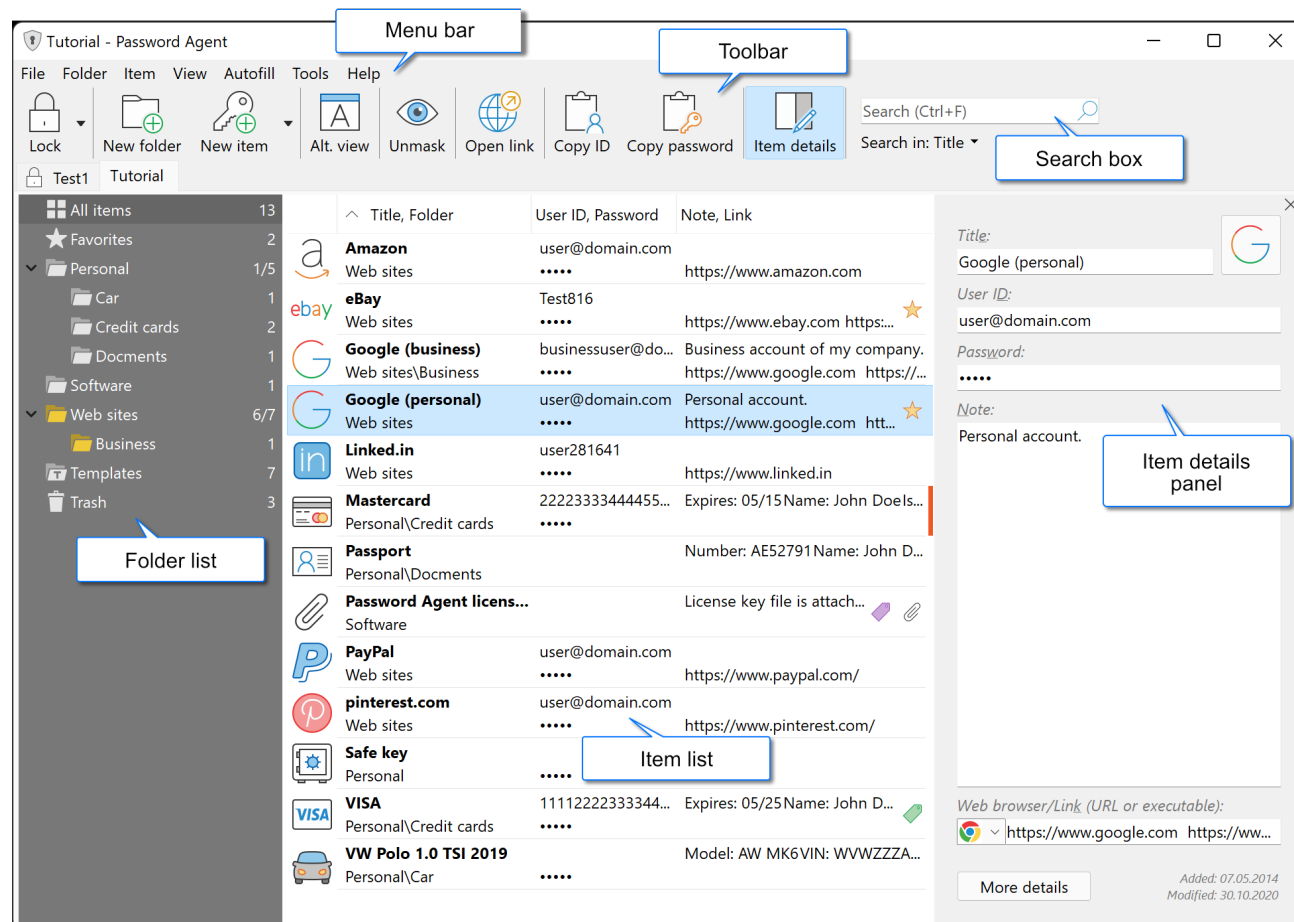 Tutorial - Password Agent
Menu bar
Toolbar
File Folder Item View Autofill Tools Help
Lock
New folder
New item
Alt. view
Unmask
Open link
Copy ID
Copy password
Item details
Search (Ctrl+F)
Search in: Title
Search box
Test1
Tutorial
All items 13
Favorites 2
Personal 1/5
Car 1
Credit cards 2
Docments 1
Software 1
Web sites 6/7
Business 1
Templates 7
Trash 3
Folder list
Title, Folder User ID, Password Note, Link
a
Amazon user@domain.com
Web sites ••••• https://www.amazon.com
ebay
eBay Test816
Web sites ••••• https://www.ebay.com https:...
G
Google (business) businessuser@do... Business account of my company.
Web sites\Business ••••• https://www.google.com https://...
G
Google (personal) user@domain.com Personal account.
Web sites ••••• https://www.google.com htt...
in
Linked.in user281641
Web sites ••••• https://www.linked.in
Mastercard 22223333444455... Expires: 05/15Name: John DoeIs...
Personal\Credit cards •••••
Passport Number: AE52791Name: John D...
Personal\Docments
Password Agent licens... License key file is attach...
Software
P
PayPal user@domain.com
Web sites ••••• https://www.paypal.com/
pinterest.com user@domain.com
Web sites ••••• https://www.pinterest.com/
Item list
Safe key
Personal •••••
VISA
VISA 11112222333344... Expires: 05/25Name: John D...
Personal\Credit cards •••••
VW Polo 1.0 TSI 2019 Model: AW MK6VIN: WVWZZZA...
Personal\Car •••••
Title:
G
Google (personal)
User ID:
user@domain.com
Password:
•••••
Note:
Personal account.
Item details
panel
Web browser/Link (URL or executable):
https://www.google.com https://ww...
More details
Added: 07.05.2014
Modified: 30.10.2020